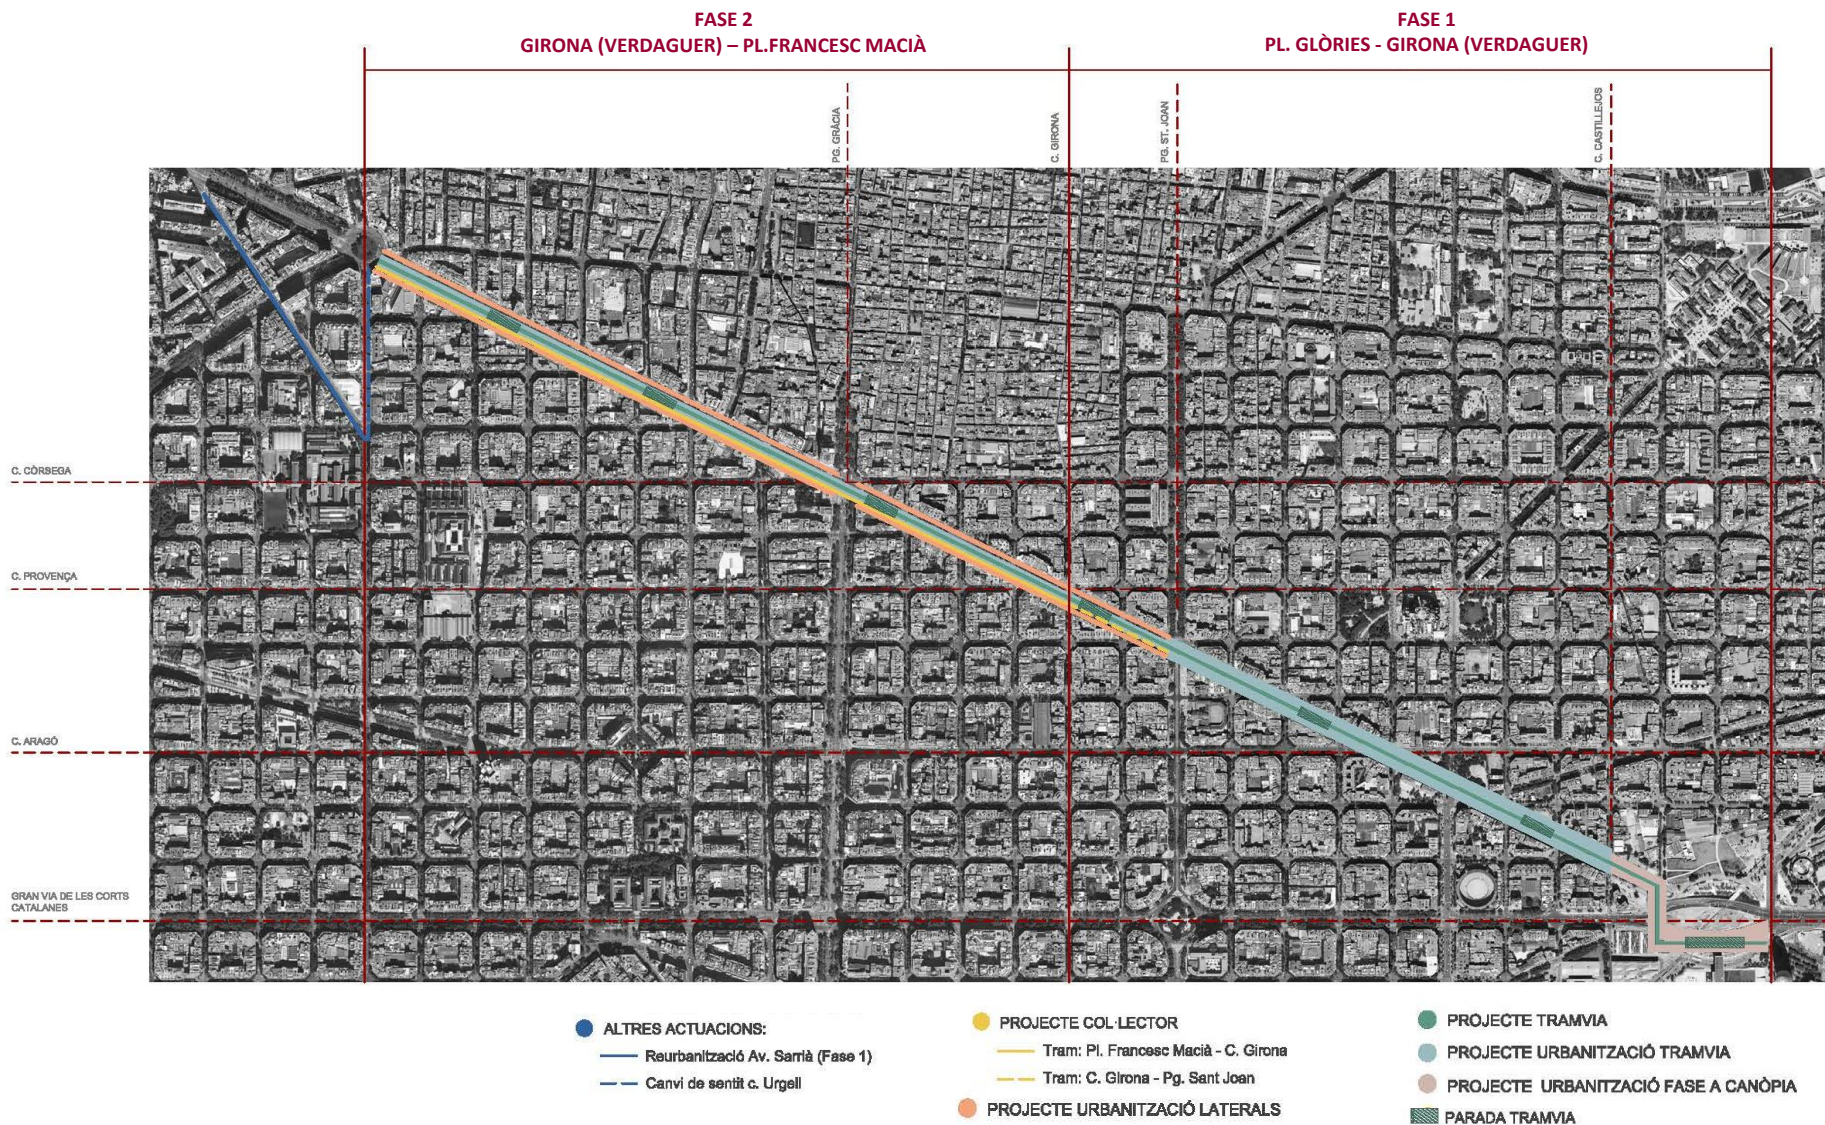 FASE 2
GIRONA (VERDAGUER) – PL.FRANCESC MACIÀ
FASE 1
PL. GLÒRIES - GIRONA (VERDAGUER)
PG. GRÀCIA
C. GIRONA
PG. ST. JOAN
C. CASTILLEJOS
C. CÒRSEGA
C. PROVENÇA
C. ARAGÓ
GRAN VIA DE LES CORTS
CATALANES
ALTRES ACTUACIONS:
Reurbanització Av. Sarrià (Fase 1)
Canvi de sentit c. Urgell
PROJECTE COL·LECTOR
Tram: Pl. Francesc Macià - C. Girona
Tram: C. Girona - Pg. Sant Joan
PROJECTE URBANITZACIÓ LATERALS
PROJECTE TRAMVIA
PROJECTE URBANITZACIÓ TRAMVIA
PROJECTE URBANITZACIÓ FASE A CANÒPIA
PARADA TRAMVIA